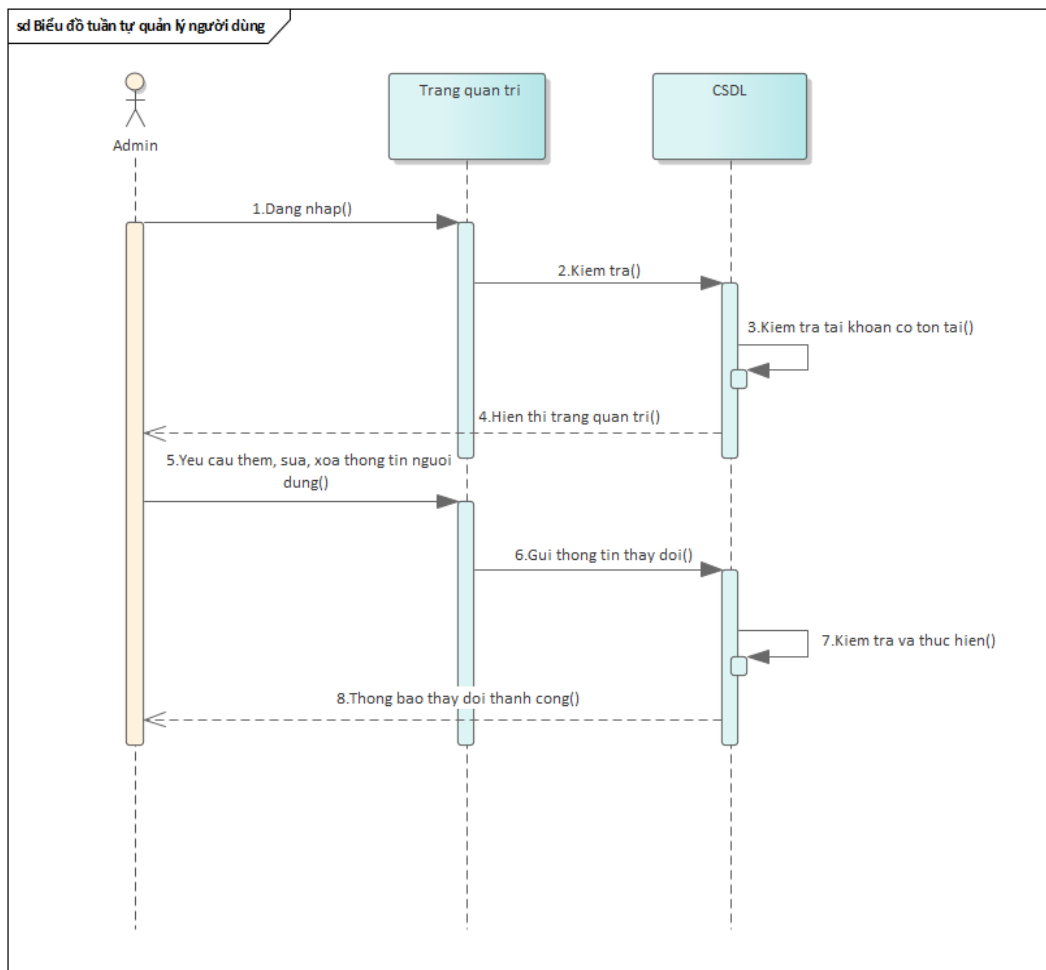 sd Biểu đồ tuần tự quản lý người dùng
Admin
Trang quan tri
CSDL
1.Dang nhap()
2.Kiem tra()
3.Kiem tra tai khoan co ton tai()
4.Hien thi trang quan tri()
5.Yeu cau them, sua, xoa thong tin nguoi
dung()
6.Gui thong tin thay doi()
7.Kiem tra va thuc hien()
8.Thong bao thay doi thanh cong()